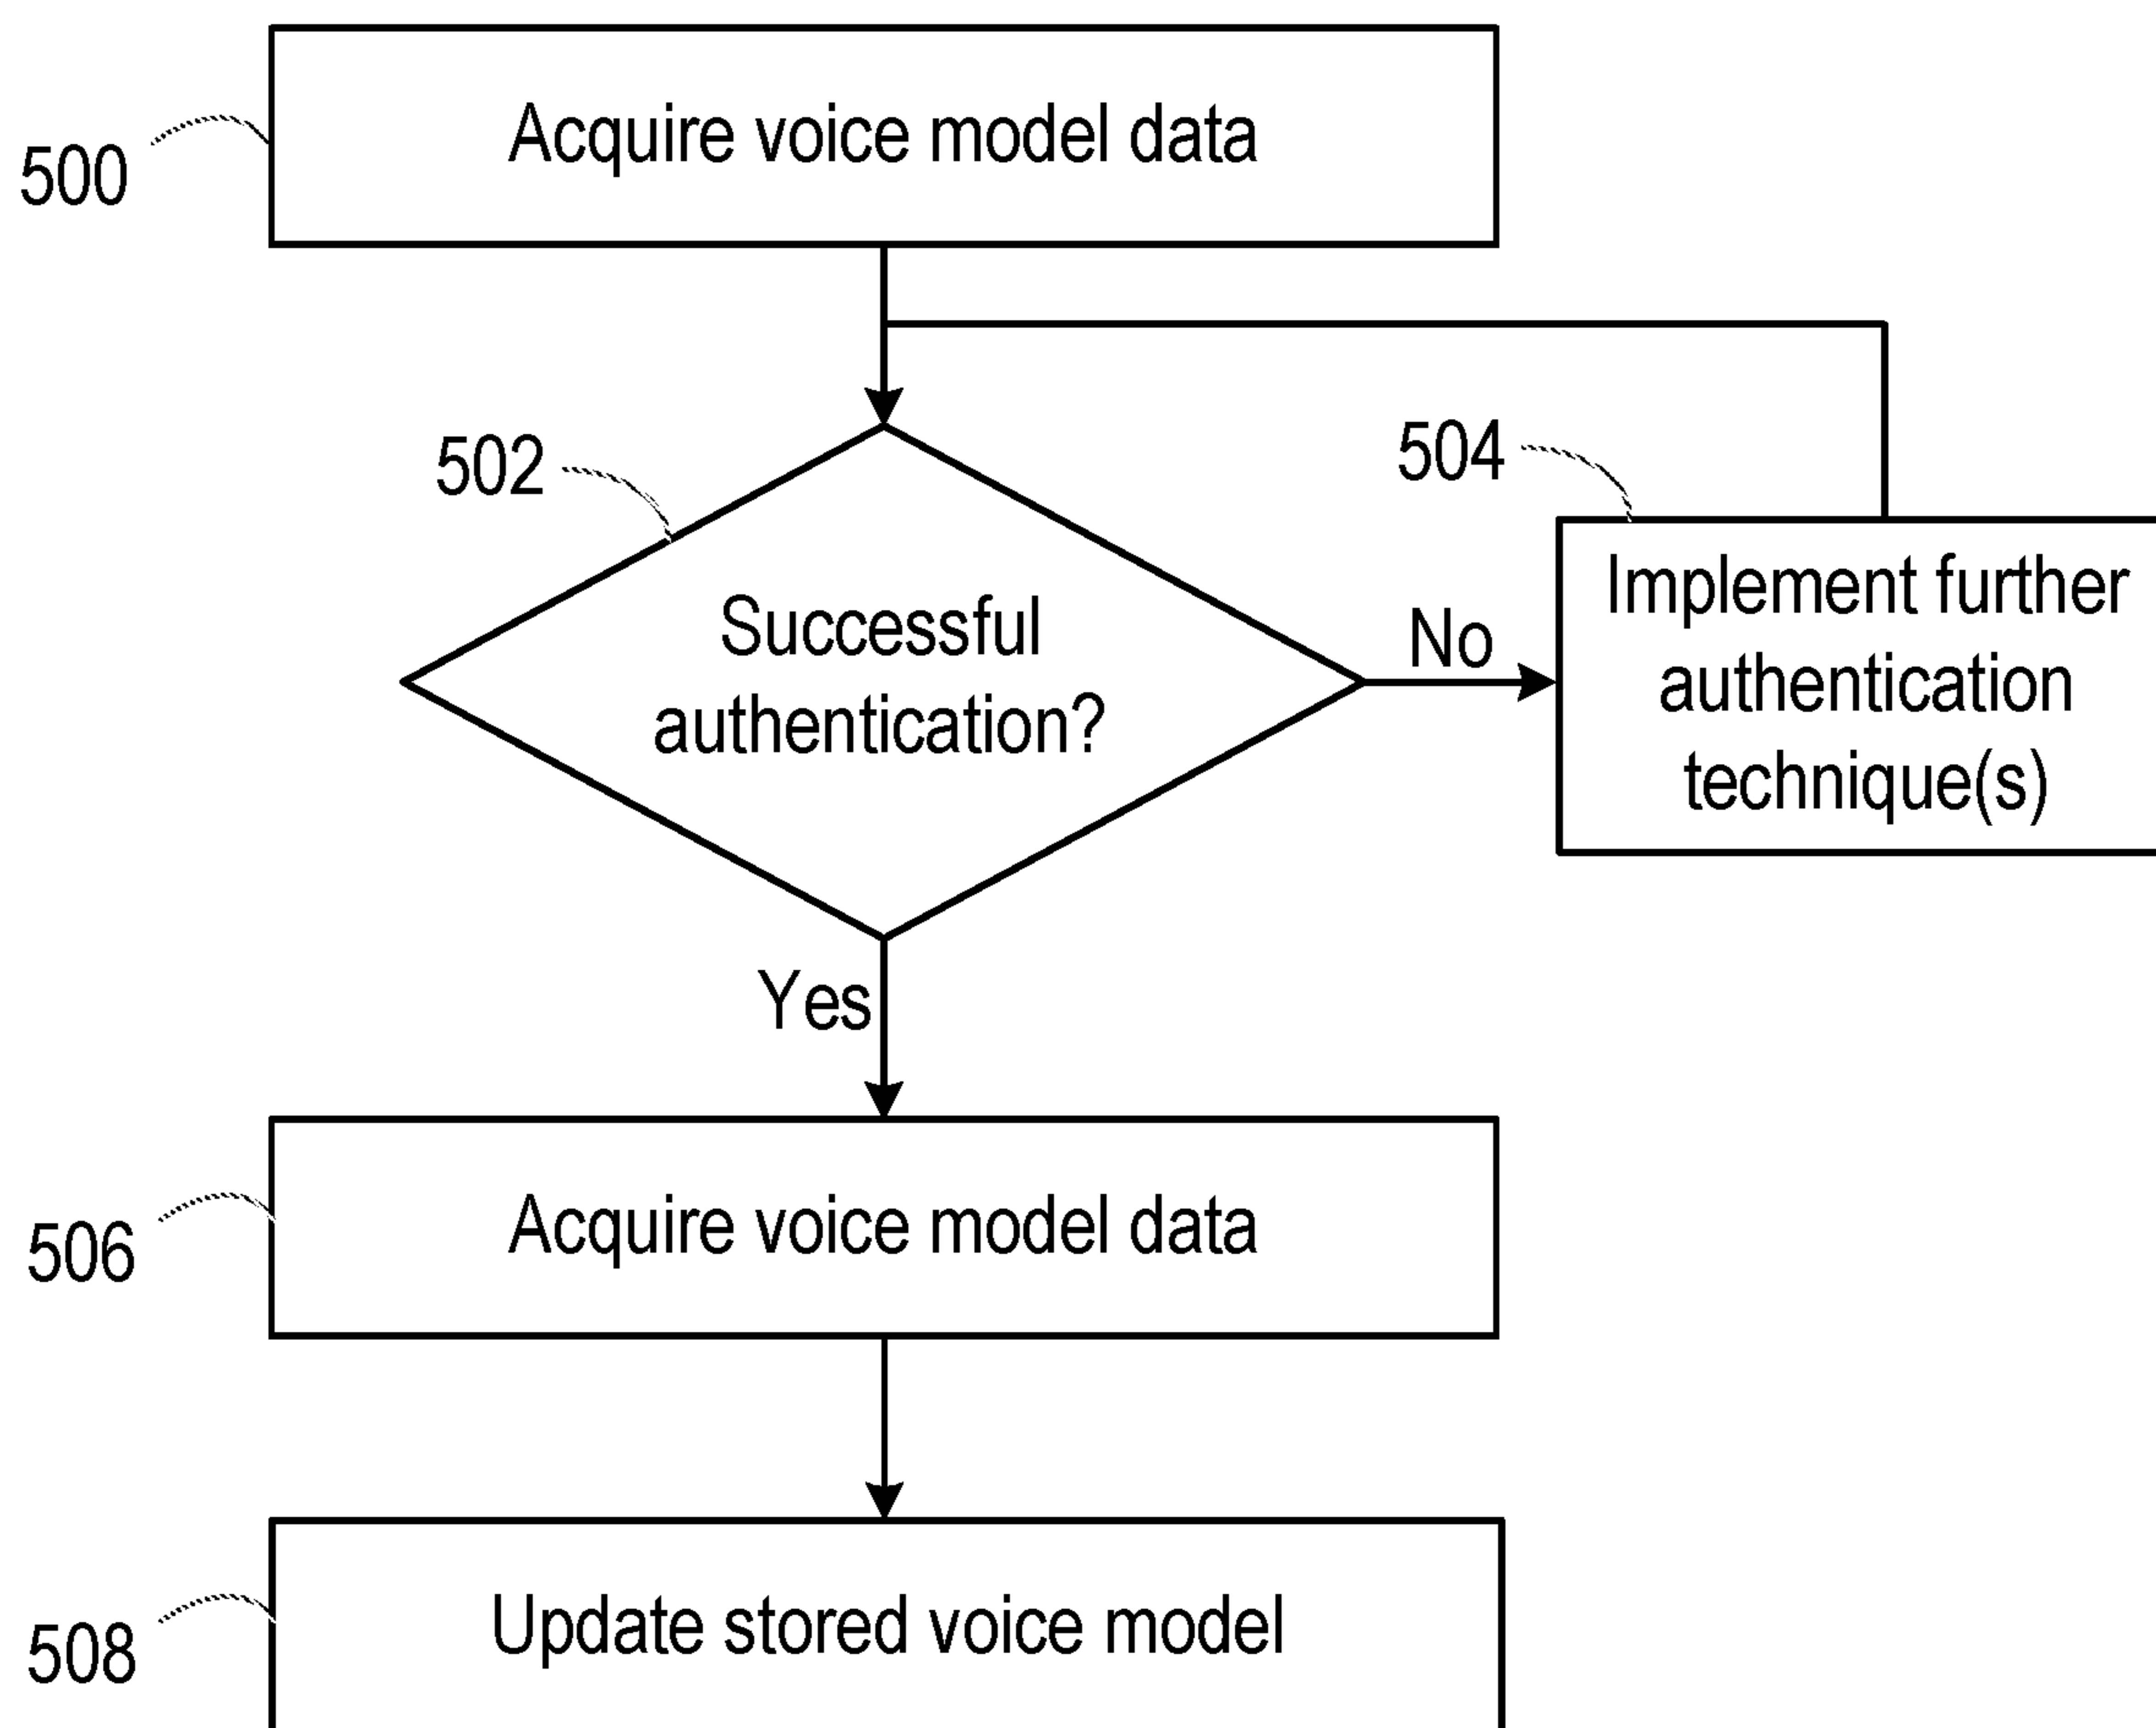 Acquire voice model data
500
502
504
Successful
authentication?
No
Implement further
authentication
technique(s)
Yes
Acquire voice model data
506
Update stored voice model
508